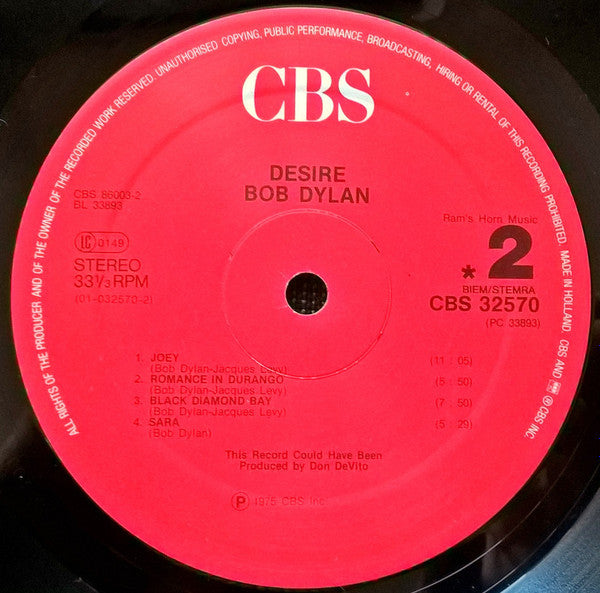 ALL RIGHTS OF THE PRODUCER AND OF THE OWNER OF THE RECORDED WORK RESERVED. UNAUTHORISED COPYING, PUBLIC PERFORMANCE, BROADCASTING, HIRING OR RENTAL OF THIS RECORDING PROHIBITED. MADE IN HOLLAND. CBS AND ® CBS INC.
CBS
DESIRE
BOB DYLAN
CBS 86003-2
BL 33893
LC 0149
STEREO
33⅓ RPM
(01-032570-2)
Ram's Horn Music
* 2
BIEM/STEMRA
CBS 32570
(PC 33893)
1. JOEY (11 : 05)
(Bob Dylan-Jacques Levy)
2. ROMANCE IN DURANGO (5 : 50)
(Bob Dylan-Jacques Levy)
3. BLACK DIAMOND BAY (7 : 50)
(Bob Dylan-Jacques Levy)
4. SARA (5 : 29)
(Bob Dylan)
This Record Could Have Been
Produced by Don DeVito
Ⓟ 1975 CBS Inc